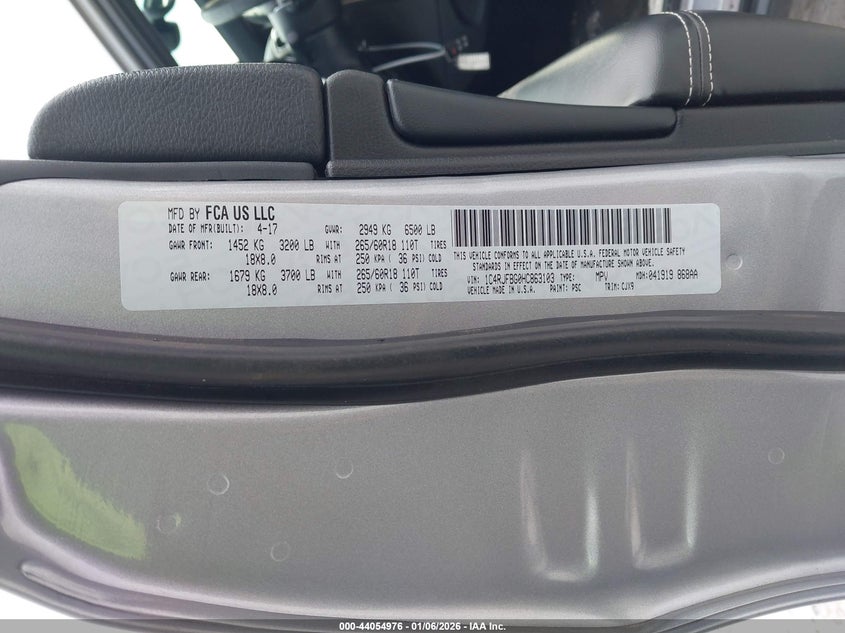 MFD BY FCA US LLC
DATE OF MFR(BUILT): 4-17 GVWR: 2949 KG 6500 LB
GAWR FRONT: 1452 KG 3200 LB WITH 265/60R18 110T TIRES
18X8.0 RIMS AT 250 KPA ( 36 PSI) COLD
GAWR REAR: 1679 KG 3700 LB WITH 265/60R18 110T TIRES
18X8.0 RIMS AT 250 KPA ( 36 PSI) COLD
THIS VEHICLE CONFORMS TO ALL APPLICABLE U.S.A. FEDERAL MOTOR VEHICLE SAFETY
STANDARDS IN EFFECT ON THE DATE OF MANUFACTURE SHOWN ABOVE.
VIN: 1C4RJFBG0HC863103 TYPE: MPV MDH: 041919 868AA
VEHICLE MADE IN U.S.A. PAINT: PSC TRIM: CJX9
000-44054976 - 01/06/2026 - IAA Inc.